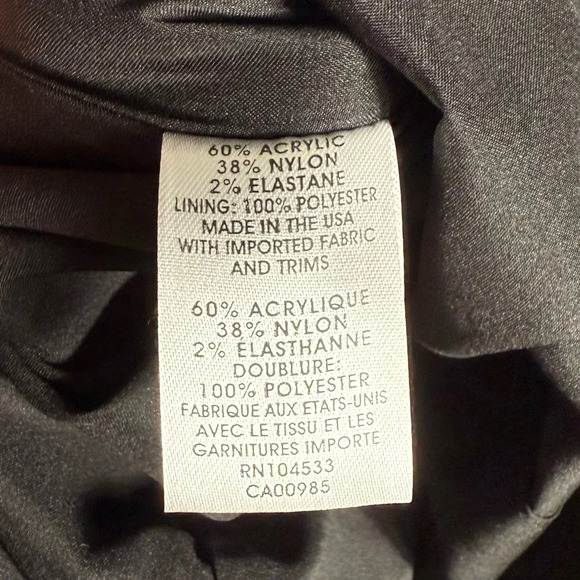 60% ACRYLIC
38% NYLON
2% ELASTANE
LINING: 100% POLYESTER
MADE IN THE USA
WITH IMPORTED FABRIC
AND TRIMS
60% ACRYLIQUE
38% NYLON
2% ELASTHANNE
DOUBLURE:
100% POLYESTER
FABRIQUE AUX ETATS-UNIS
AVEC LE TISSU ET LES
GARNITURES IMPORTE
RN104533
CA00985